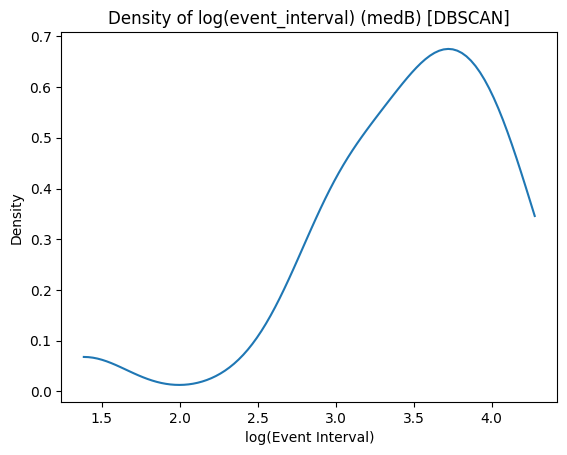 Density of log(event_interval) (medB) [DBSCAN]
0.7
0.6
0.5
0.4
0.3
0.2
0.1
0.0
Density
1.5 2.0 2.5 3.0 3.5 4.0
log(Event Interval)